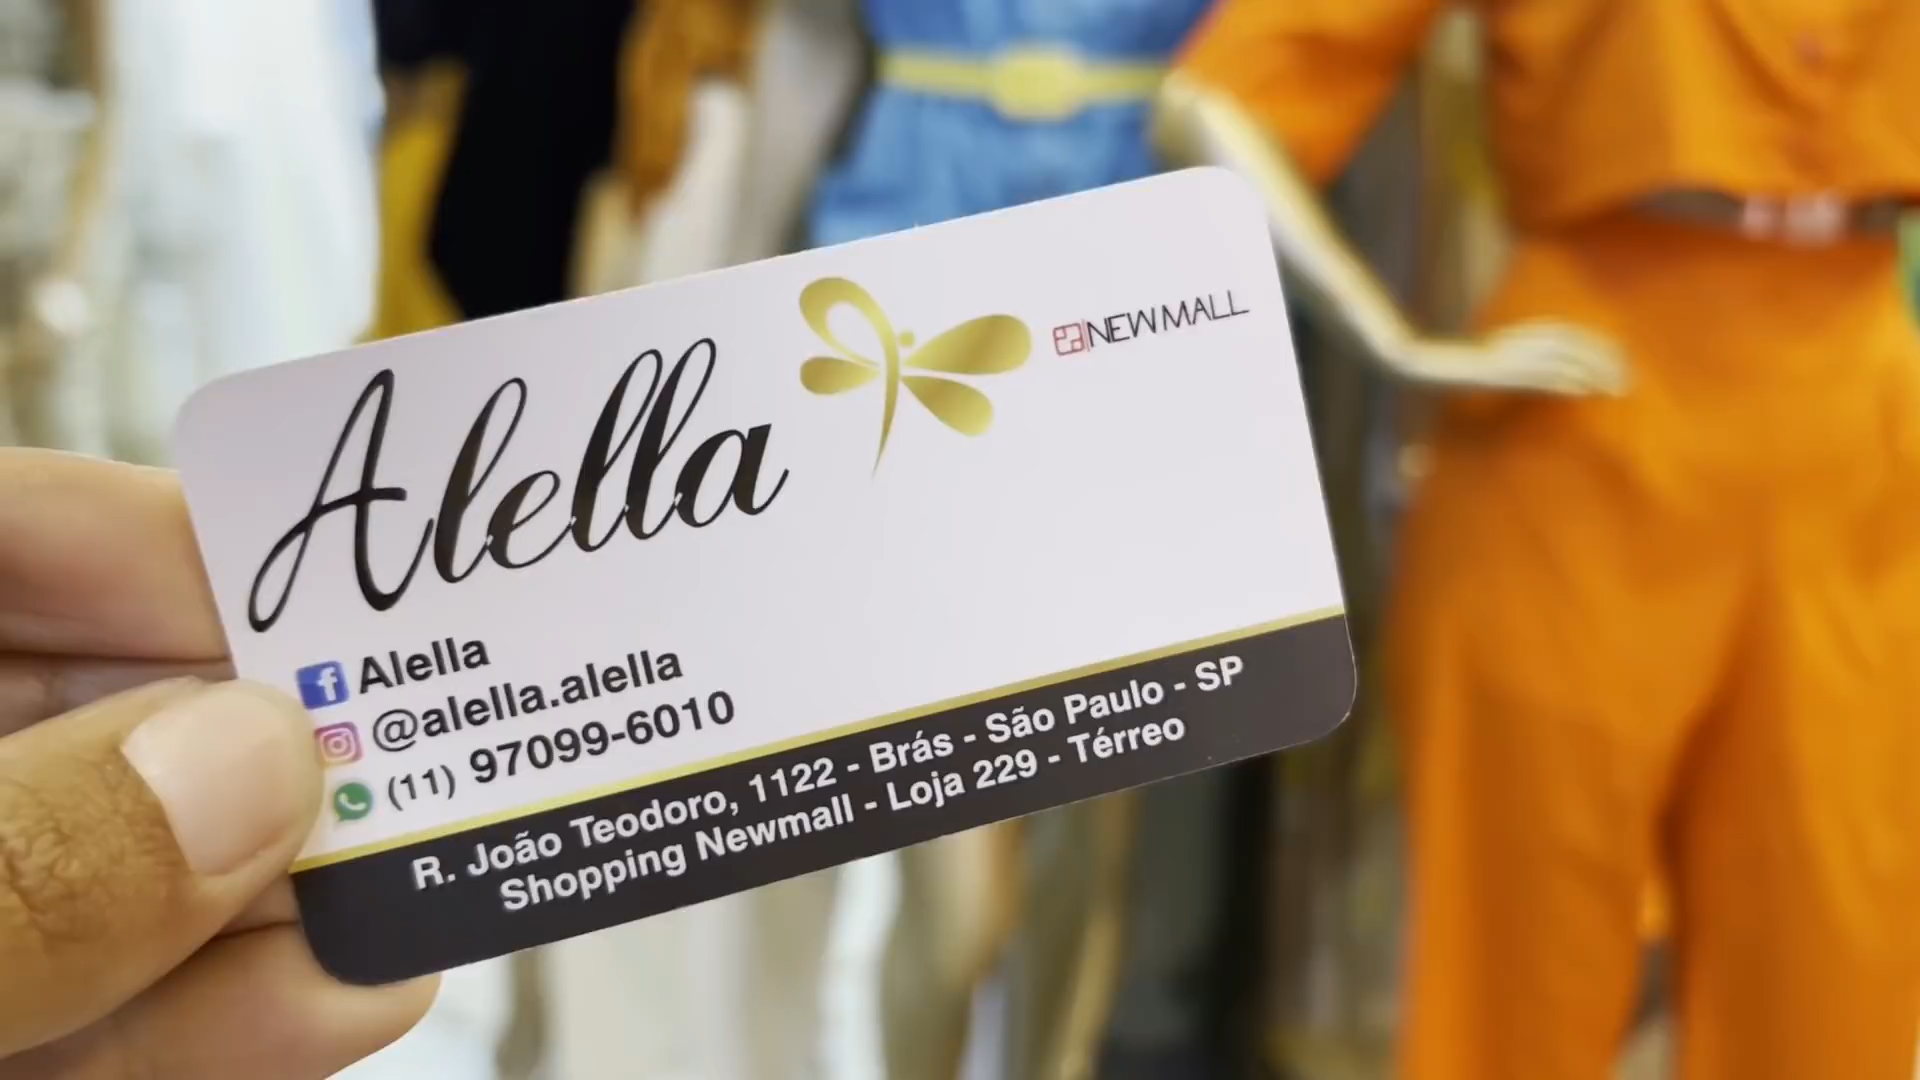 Alella
NEW MALL
Alella
@alella.alella
(11) 97099-6010
R. João Teodoro, 1122 - Brás - São Paulo - SP
Shopping Newmall - Loja 229 - Térreo